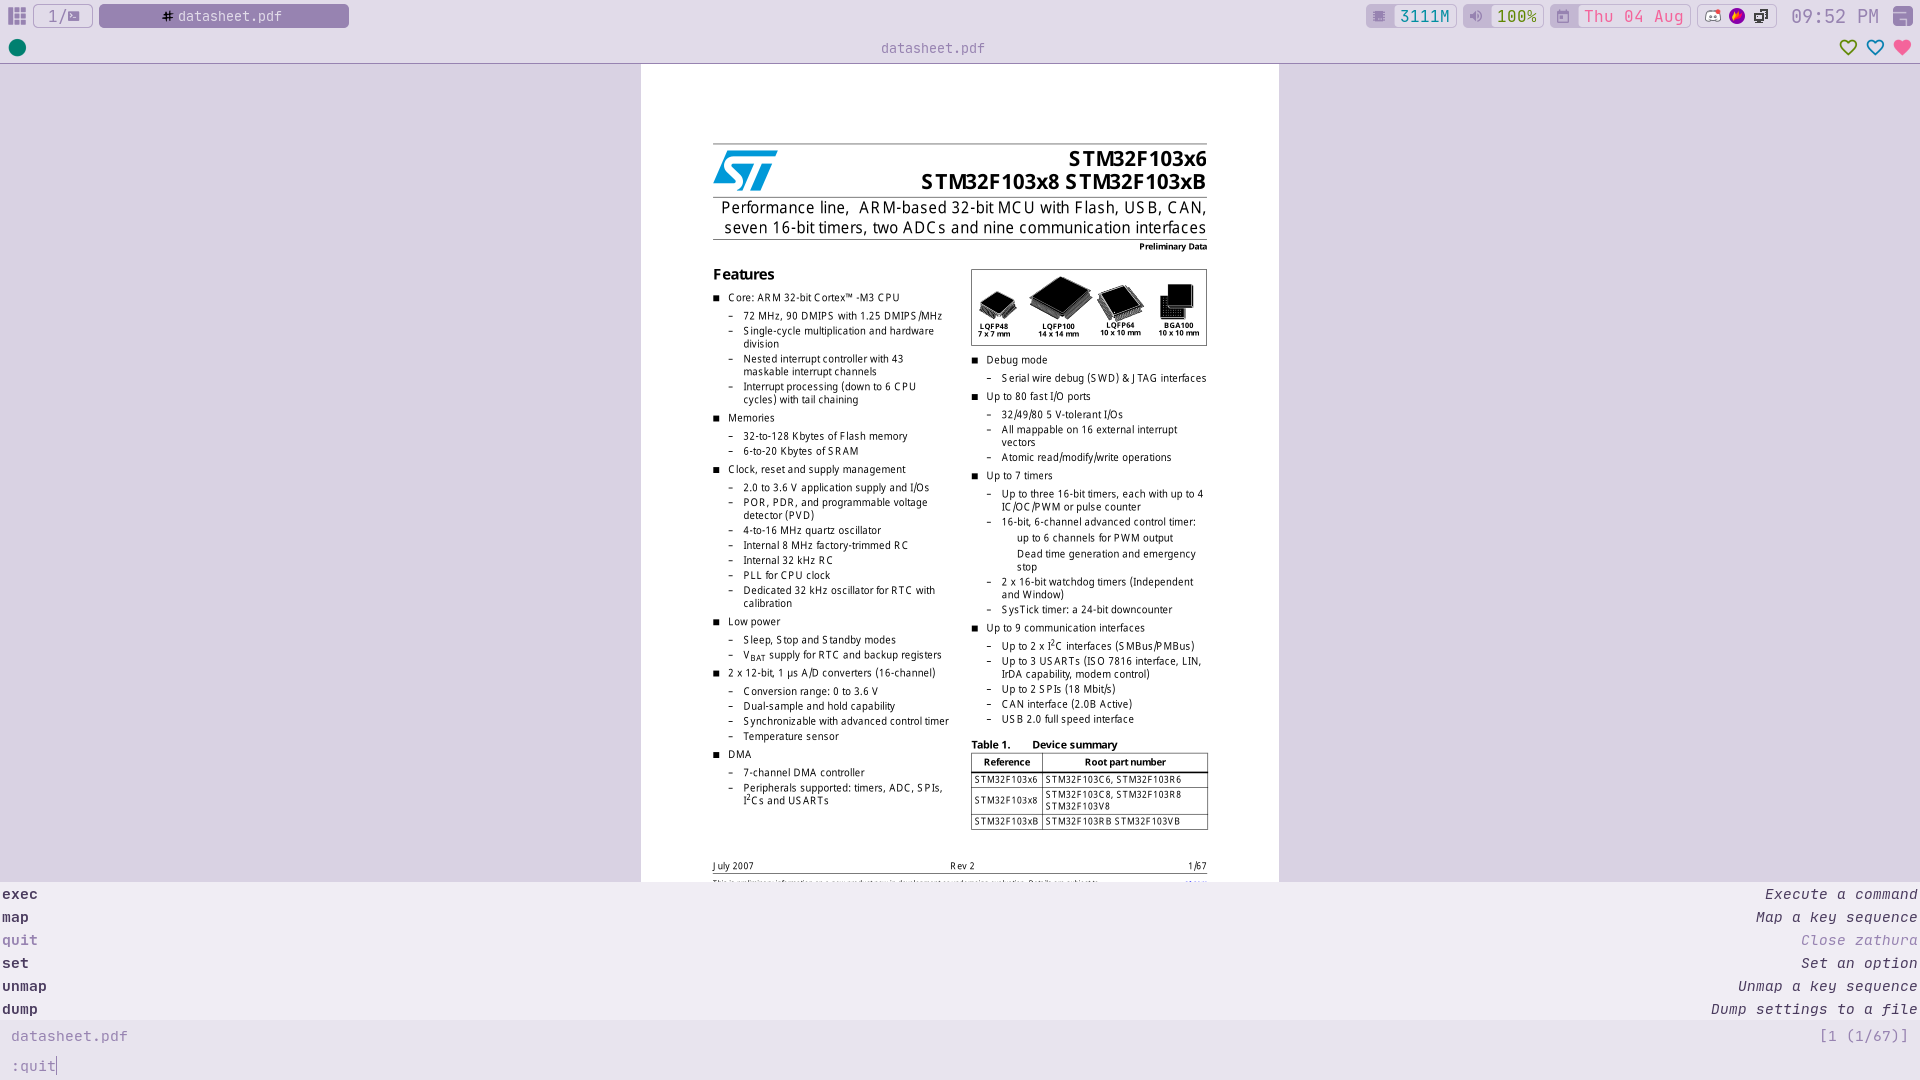 1/
# datasheet.pdf
3111M
100%
Thu 04 Aug
09:52 PM
datasheet.pdf
ST
STM32F103x6
STM32F103x8 STM32F103xB
Performance line, ARM-based 32-bit MCU with Flash, USB, CAN,
seven 16-bit timers, two ADCs and nine communication interfaces
Preliminary Data
Features
■ Core: ARM 32-bit Cortex™ -M3 CPU
– 72 MHz, 90 DMIPS with 1.25 DMIPS/MHz
– Single-cycle multiplication and hardware
division
– Nested interrupt controller with 43
maskable interrupt channels
– Interrupt processing (down to 6 CPU
cycles) with tail chaining
■ Memories
– 32-to-128 Kbytes of Flash memory
– 6-to-20 Kbytes of SRAM
■ Clock, reset and supply management
– 2.0 to 3.6 V application supply and I/Os
– POR, PDR, and programmable voltage
detector (PVD)
– 4-to-16 MHz quartz oscillator
– Internal 8 MHz factory-trimmed RC
– Internal 32 kHz RC
– PLL for CPU clock
– Dedicated 32 kHz oscillator for RTC with
calibration
■ Low power
– Sleep, Stop and Standby modes
– VBAT supply for RTC and backup registers
■ 2 x 12-bit, 1 µs A/D converters (16-channel)
– Conversion range: 0 to 3.6 V
– Dual-sample and hold capability
– Synchronizable with advanced control timer
– Temperature sensor
■ DMA
– 7-channel DMA controller
– Peripherals supported: timers, ADC, SPIs,
I²Cs and USARTs
LQFP48
7 x 7 mm
LQFP100
14 x 14 mm
LQFP64
10 x 10 mm
BGA100
10 x 10 mm
■ Debug mode
– Serial wire debug (SWD) & JTAG interfaces
■ Up to 80 fast I/O ports
– 32/49/80 5 V-tolerant I/Os
– All mappable on 16 external interrupt
vectors
– Atomic read/modify/write operations
■ Up to 7 timers
– Up to three 16-bit timers, each with up to 4
IC/OC/PWM or pulse counter
– 16-bit, 6-channel advanced control timer:
up to 6 channels for PWM output
Dead time generation and emergency
stop
– 2 x 16-bit watchdog timers (Independent
and Window)
– SysTick timer: a 24-bit downcounter
■ Up to 9 communication interfaces
– Up to 2 x I²C interfaces (SMBus/PMBus)
– Up to 3 USARTs (ISO 7816 interface, LIN,
IrDA capability, modem control)
– Up to 2 SPIs (18 Mbit/s)
– CAN interface (2.0B Active)
– USB 2.0 full speed interface
Table 1. Device summary
Reference Root part number
STM32F103x6 STM32F103C6, STM32F103R6
STM32F103x8 STM32F103C8, STM32F103R8
STM32F103V8
STM32F103xB STM32F103RB STM32F103VB
July 2007 Rev 2 1/67
exec Execute a command
map Map a key sequence
quit Close zathura
set Set an option
unmap Unmap a key sequence
dump Dump settings to a file
datasheet.pdf [1 (1/67)]
:quit